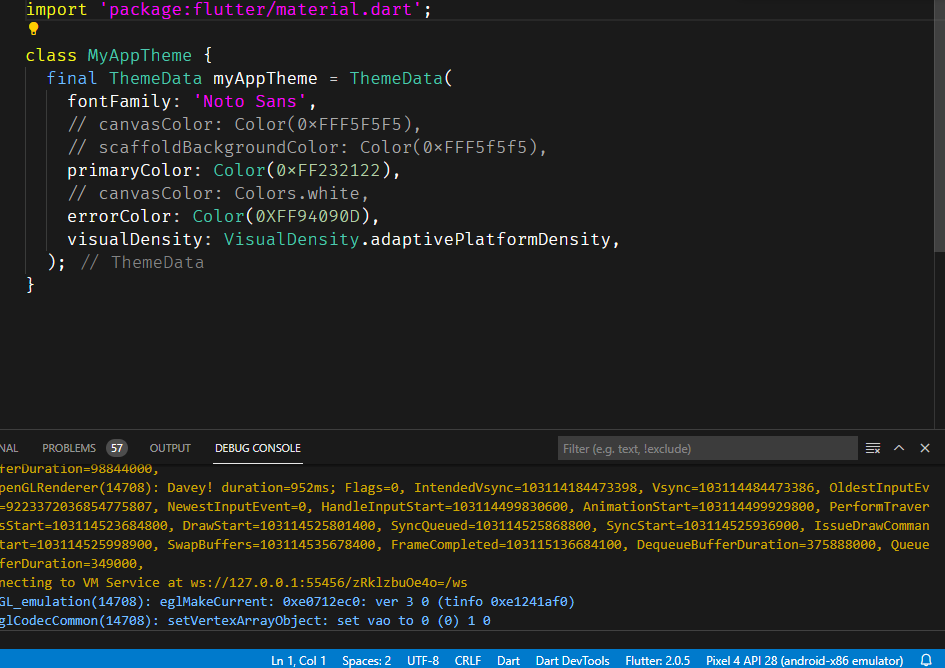 import 'package:flutter/material.dart';
class MyAppTheme {
final ThemeData myAppTheme = ThemeData(
fontFamily: 'Noto Sans',
// canvasColor: Color(0×FFF5F5F5),
// scaffoldBackgroundColor: Color(0×FFF5f5f5),
primaryColor: Color(0×FF232122),
// canvasColor: Colors.white,
errorColor: Color(0XFF94090D),
visualDensity: VisualDensity.adaptivePlatformDensity,
); // ThemeData
}
NAL PROBLEMS 57 OUTPUT DEBUG CONSOLE Filter (e.g. text, !exclude)
ferDuration=98844000,
penGLRenderer(14708): Davey! duration=952ms; Flags=0, IntendedVsync=103114184473398, Vsync=103114484473386, OldestInputEv
=9223372036854775807, NewestInputEvent=0, HandleInputStart=103114499830600, AnimationStart=103114499929800, PerformTraver
sStart=103114523684800, DrawStart=103114525801400, SyncQueued=103114525868800, SyncStart=103114525936900, IssueDrawComman
tart=103114525998900, SwapBuffers=103114535678400, FrameCompleted=103115136684100, DequeueBufferDuration=375888000, Queue
ferDuration=349000,
necting to VM Service at ws://127.0.0.1:55456/zRklzbuOe4o=/ws
GL_emulation(14708): eglMakeCurrent: 0xe0712ec0: ver 3 0 (tinfo 0xe1241af0)
glCodecCommon(14708): setVertexArrayObject: set vao to 0 (0) 1 0
Ln 1, Col 1 Spaces: 2 UTF-8 CRLF Dart Dart DevTools Flutter: 2.0.5 Pixel 4 API 28 (android-x86 emulator)